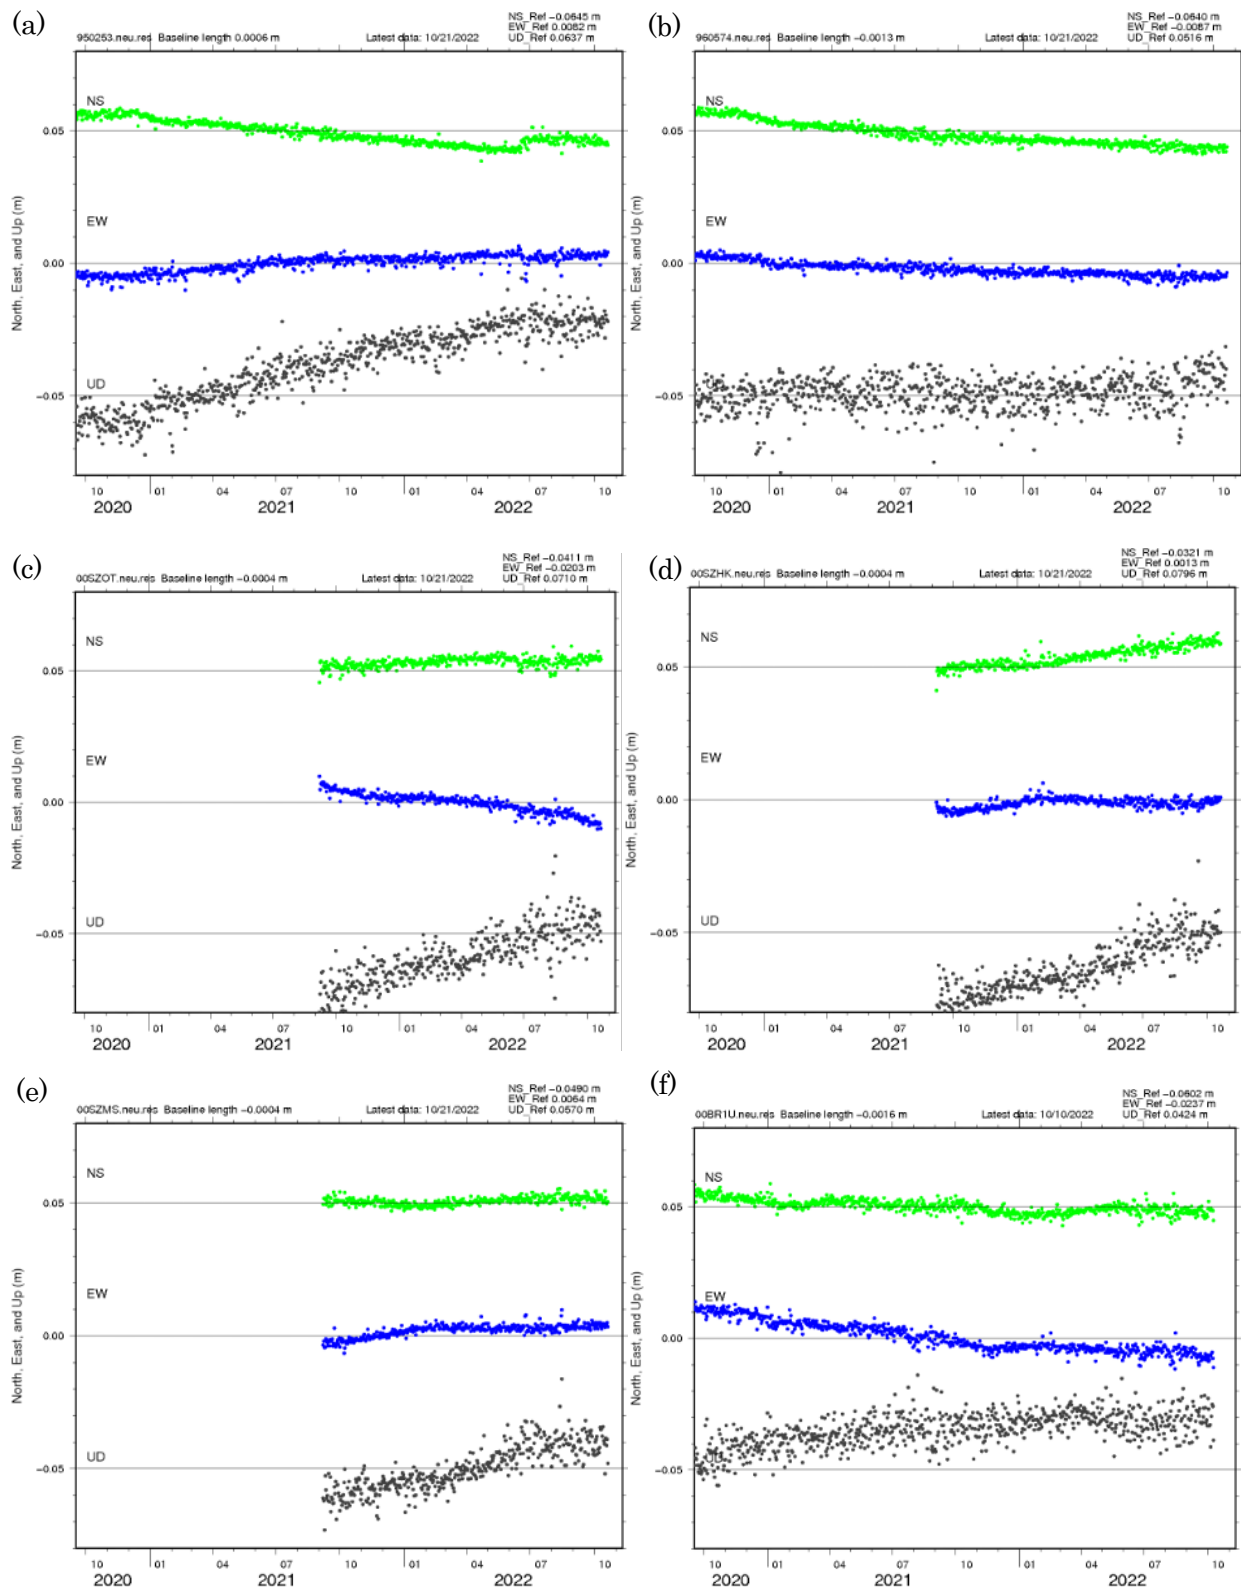 (a)
NS_Ref −0.0645 m
EW_Ref 0.0082 m
950253.neu.res Baseline length 0.0006 m Latest data: 10/21/2022 UD_Ref 0.0637 m
NS
0.05
EW
0.00
UD
−0.05
North, East, and Up (m)
10 01 04 07 10 01 04 07 10
2020 2021 2022
(b)
NS_Ref −0.0640 m
EW_Ref −0.0087 m
960574.neu.res Baseline length −0.0013 m Latest data: 10/21/2022 UD_Ref 0.0516 m
NS
0.05
EW
0.00
UD
−0.05
North, East, and Up (m)
10 01 04 07 10 01 04 07 10
2020 2021 2022
(c)
NS_Ref −0.0411 m
EW_Ref −0.0203 m
00SZOT.neu.res Baseline length −0.0004 m Latest data: 10/21/2022 UD_Ref 0.0710 m
NS
0.05
EW
0.00
UD
−0.05
North, East, and Up (m)
10 01 04 07 10 01 04 07 10
2020 2021 2022
(d)
NS_Ref −0.0321 m
EW_Ref 0.0013 m
00SZHK.neu.res Baseline length −0.0004 m Latest data: 10/21/2022 UD_Ref 0.0796 m
NS
0.05
EW
0.00
UD
−0.05
North, East, and Up (m)
10 01 04 07 10 01 04 07 10
2020 2021 2022
(e)
NS_Ref −0.0490 m
EW_Ref 0.0064 m
00SZMS.neu.res Baseline length −0.0004 m Latest data: 10/21/2022 UD_Ref 0.0570 m
NS
0.05
EW
0.00
UD
−0.05
North, East, and Up (m)
10 01 04 07 10 01 04 07 10
2020 2021 2022
(f)
NS_Ref −0.0602 m
EW_Ref −0.0237 m
00BR1U.neu.res Baseline length −0.0016 m Latest data: 10/10/2022 UD_Ref 0.0424 m
NS
0.05
EW
0.00
UD
−0.05
North, East, and Up (m)
10 01 04 07 10 01 04 07 10
2020 2021 2022